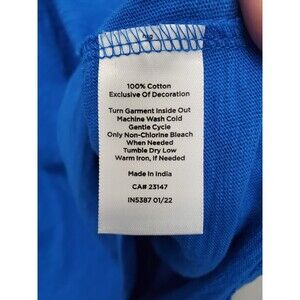 100% Cotton
Exclusive Of Decoration
Turn Garment Inside Out
Machine Wash Cold
Gentle Cycle
Only Non-Chlorine Bleach
When Needed
Tumble Dry Low
Warm Iron, If Needed
Made in India
CA# 23147
IN5387 01/22